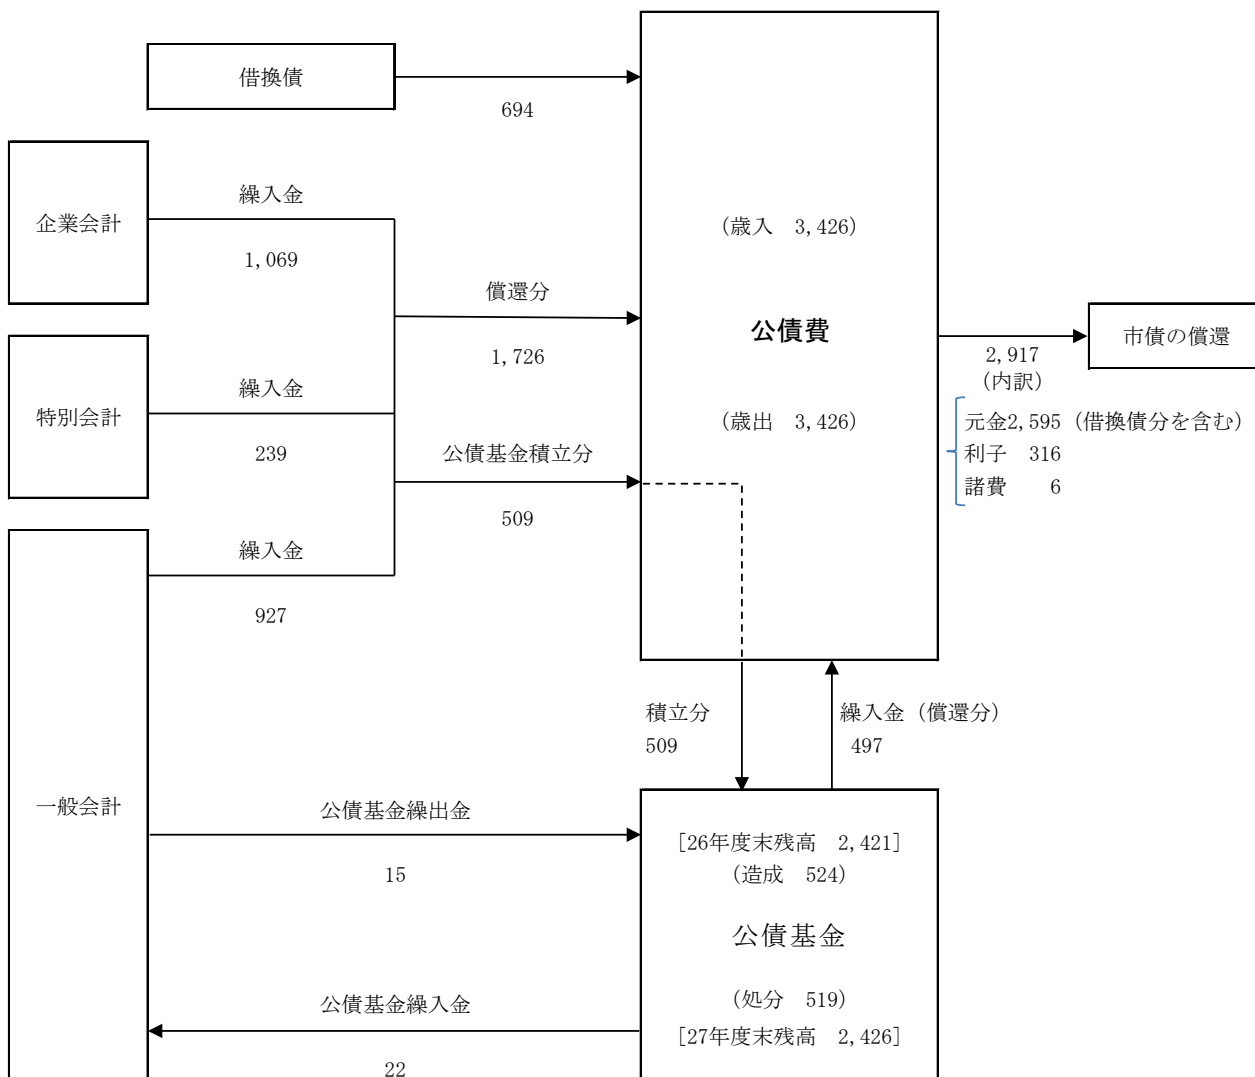 借換債
694
企業会計
繰入金
1,069
(歳入 3,426)
償還分
1,726
公債費
2,917
(内訳)
市債の償還
特別会計
繰入金
239
公債基金積立分
509
(歳出 3,426)
元金2,595 (借換債分を含む)
利子 316
諸費 6
繰入金
927
積立分
509
繰入金 (償還分)
497
一般会計
公債基金繰出金
15
[26年度末残高 2,421]
(造成 524)
公債基金
(処分 519)
[27年度末残高 2,426]
公債基金繰入金
22